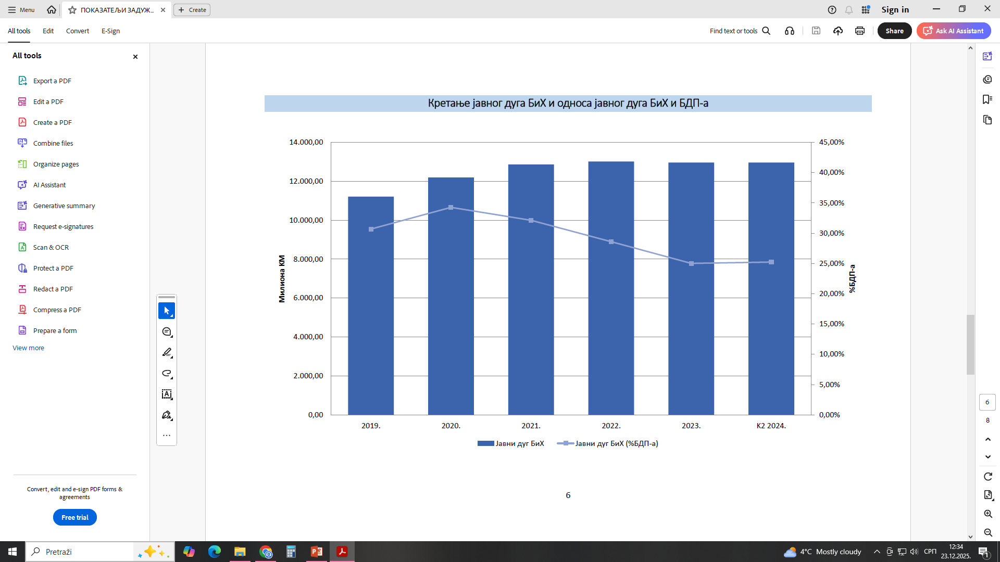 Menu
ПОКАЗАТЕЉИ ЗАДУЖ...
Create
Sign in
All tools
Edit
Convert
E-Sign
Find text or tools
Share
Ask AI Assistant
All tools
Export a PDF
Edit a PDF
Create a PDF
Combine files
Organize pages
AI Assistant
Generative summary
Request e-signatures
Scan & OCR
Protect a PDF
Redact a PDF
Compress a PDF
Prepare a form
View more
Convert, edit and e-sign PDF forms &
agreements
Free trial
Кретање јавног дуга БиХ и односа јавног дуга БиХ и БДП-а
Милиона КМ
14.000,00
12.000,00
10.000,00
8.000,00
6.000,00
4.000,00
2.000,00
0,00
45,00%
40,00%
35,00%
30,00%
25,00%
20,00%
15,00%
10,00%
5,00%
0,00%
%БДП-а
2019. 2020. 2021. 2022. 2023. К2 2024.
Јавни дуг БиХ Јавни дуг БиХ (%БДП-а)
6
6
8
Pretraži
4°C Mostly cloudy
СРП
12:34
23.12.2025.
1